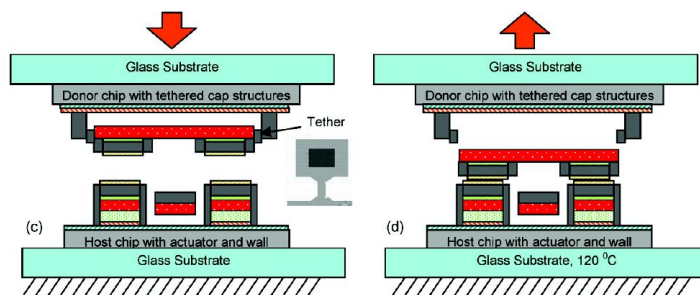 Glass Substrate
Donor chip with tethered cap structures
Tether
(c)
Host chip with actuator and wall
Glass Substrate
Glass Substrate
Donor chip with tethered cap structures
(d)
Host chip with actuator and wall
Glass Substrate, 120 ⁰C